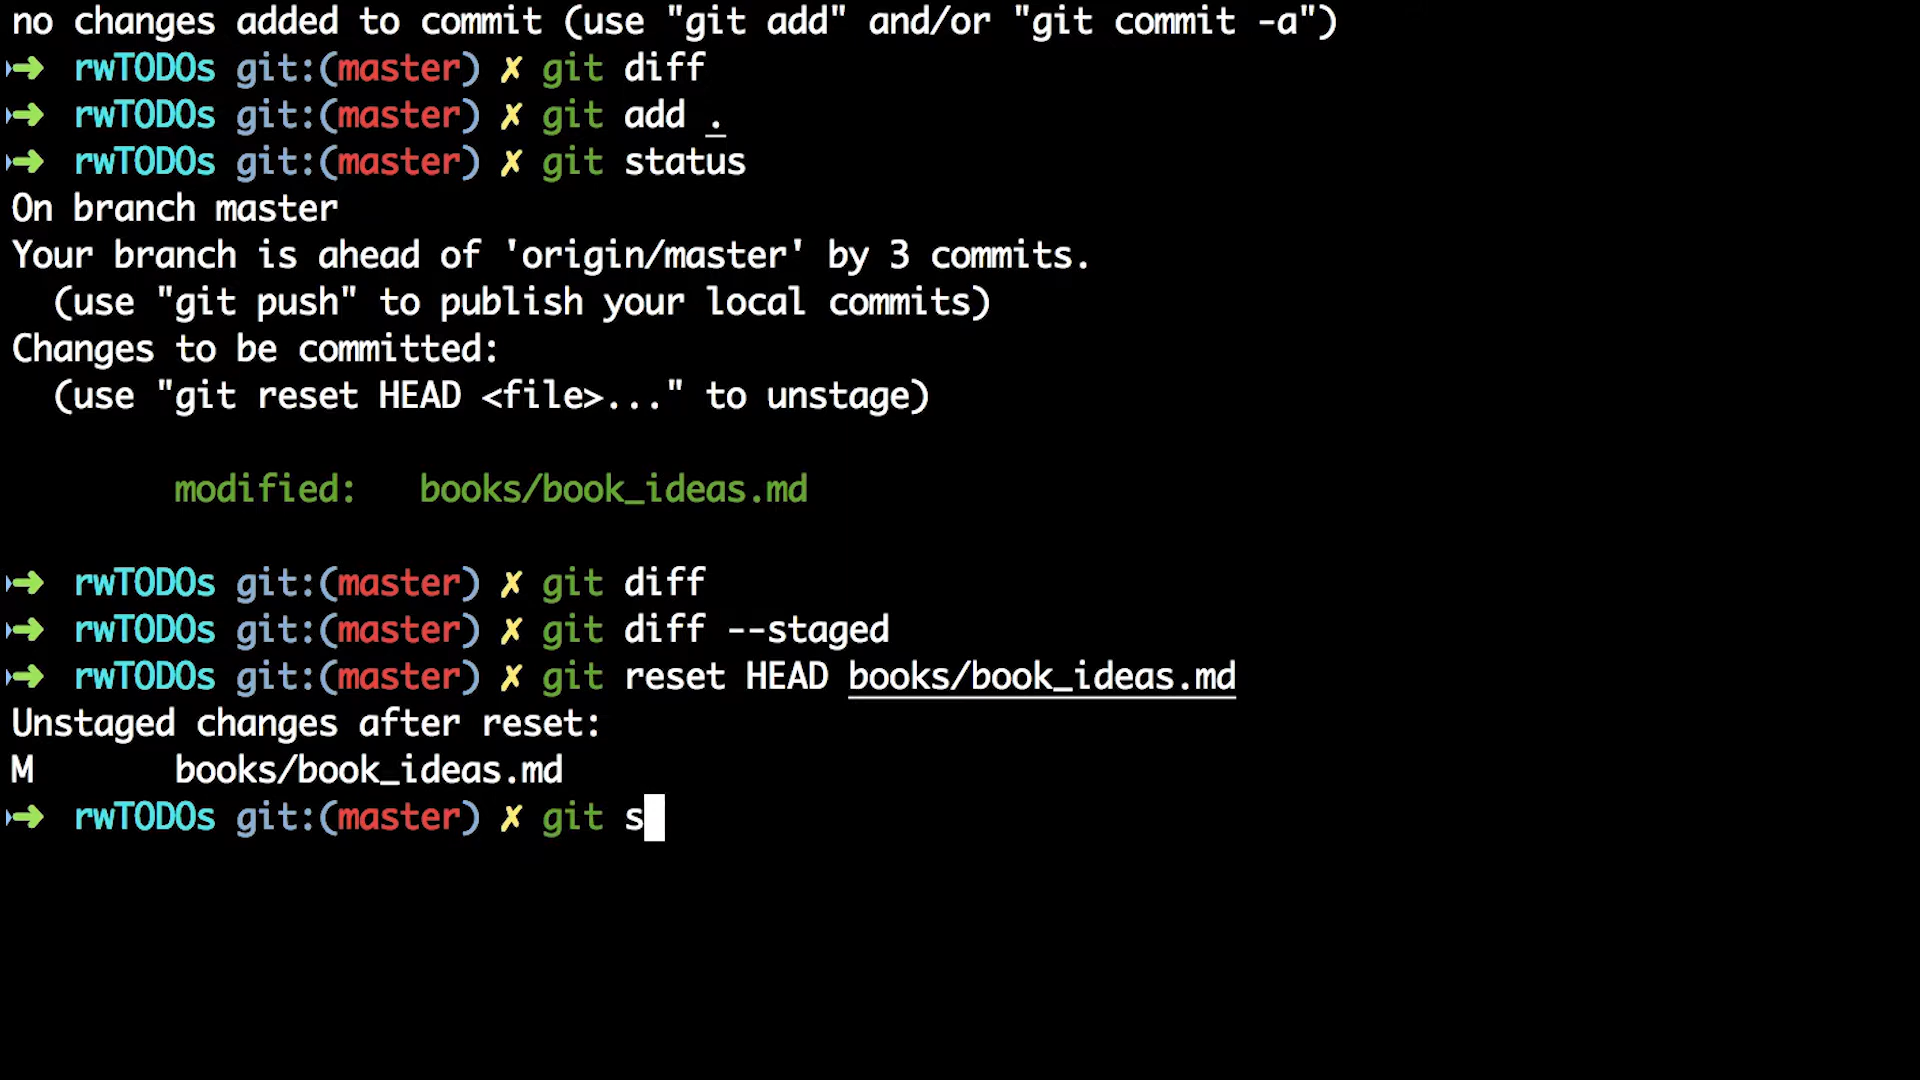 no changes added to commit (use "git add" and/or "git commit -a")
➜ rwTODOs git:(master) ✗ git diff
➜ rwTODOs git:(master) ✗ git add .
➜ rwTODOs git:(master) ✗ git status
On branch master
Your branch is ahead of 'origin/master' by 3 commits.
(use "git push" to publish your local commits)
Changes to be committed:
(use "git reset HEAD <file>..." to unstage)
modified: books/book_ideas.md
➜ rwTODOs git:(master) ✗ git diff
➜ rwTODOs git:(master) ✗ git diff --staged
➜ rwTODOs git:(master) ✗ git reset HEAD books/book_ideas.md
Unstaged changes after reset:
M books/book_ideas.md
➜ rwTODOs git:(master) ✗ git s